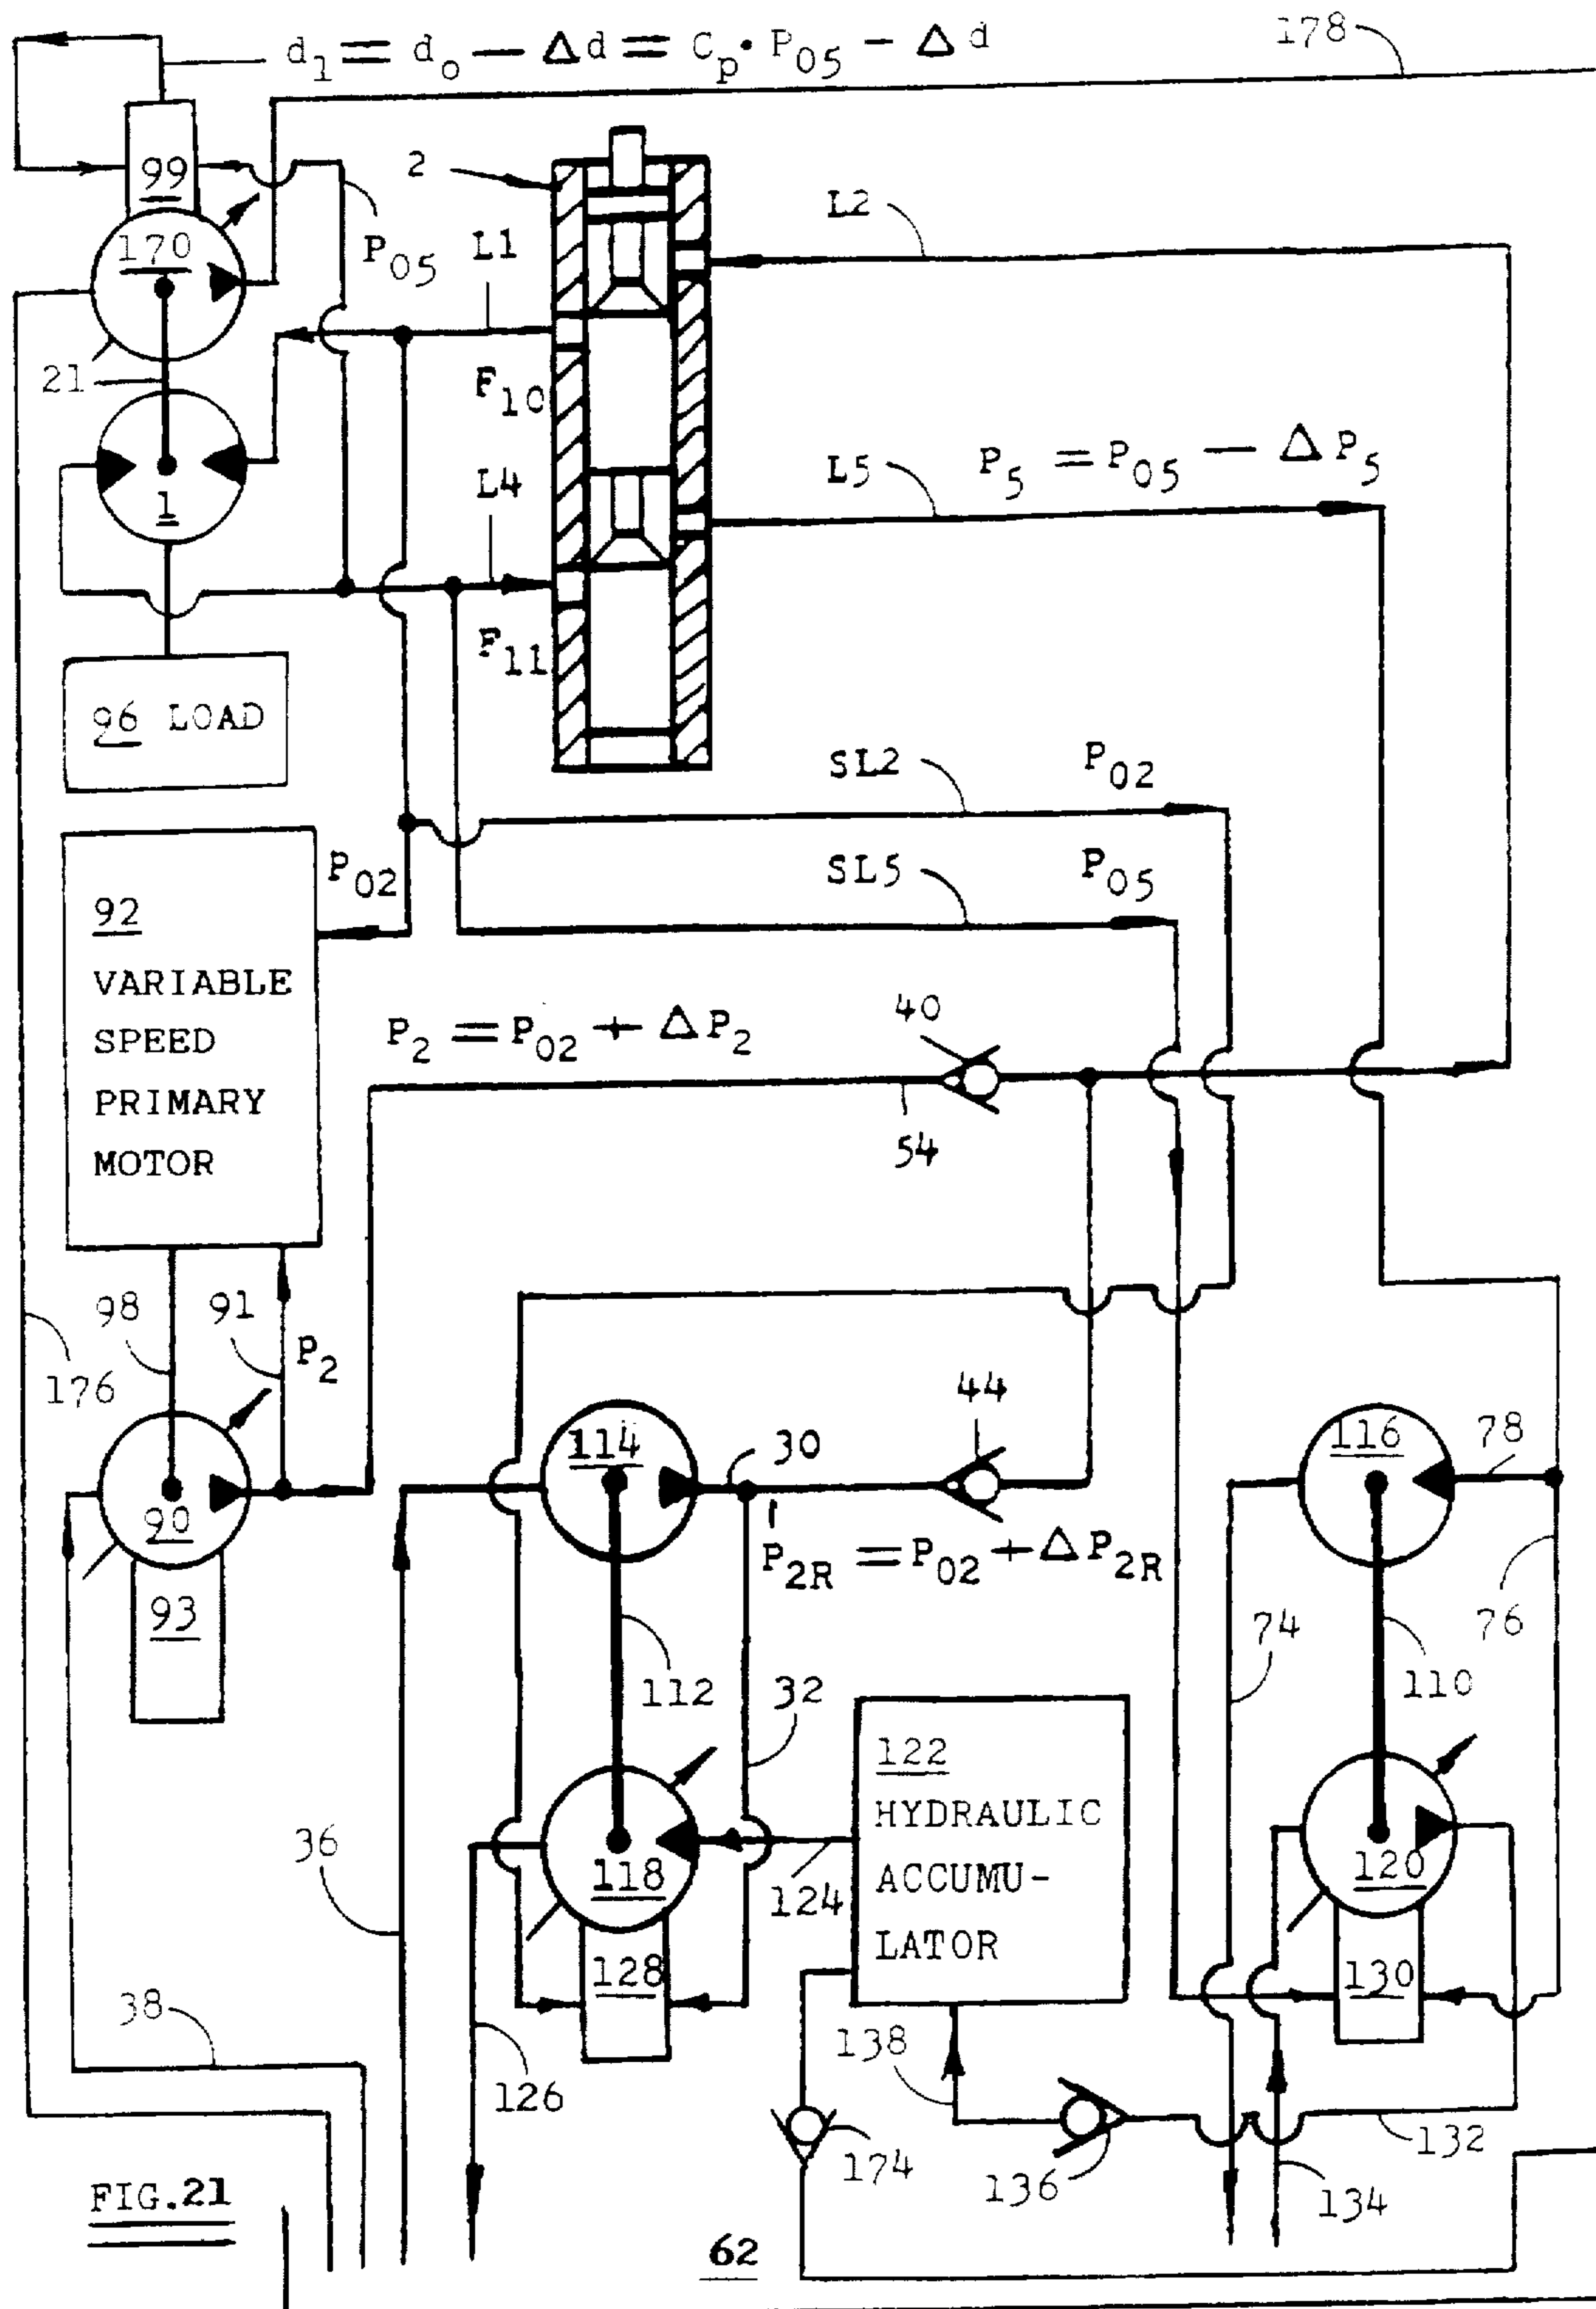 d₁ = d₀ − Δd = Cₚ · P₀₅ − Δd
178
2
99
170
P₀₅
L1
L2
21
F₁₀
L5
P₅ = P₀₅ − ΔP₅
L4
1
F₁₁
96 LOAD
SL2
P₀₂
P₀₂
SL5
P₀₅
92
VARIABLE
SPEED
PRIMARY
MOTOR
P₂ = P₀₂ + ΔP₂
40
54
98
91
P₂
176
44
114
30
116
78
90
P₂R = P₀₂ + ΔP₂R
93
112
32
74
110
76
122
HYDRAULIC
ACCUMU-
LATOR
36
118
124
120
128
130
38
126
138
174
136
132
134
FIG.21
62